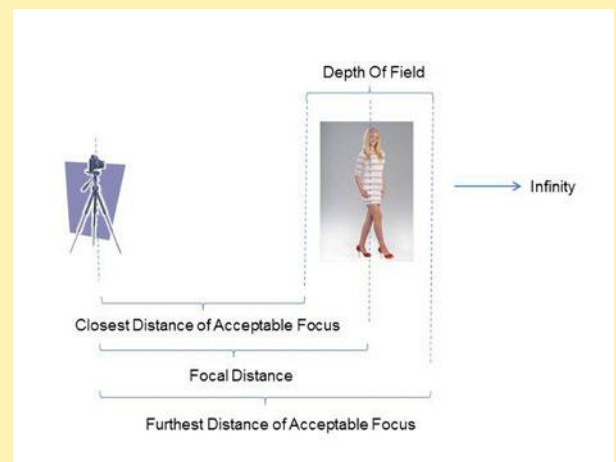 Depth Of Field
Infinity
Closest Distance of Acceptable Focus
Focal Distance
Furthest Distance of Acceptable Focus